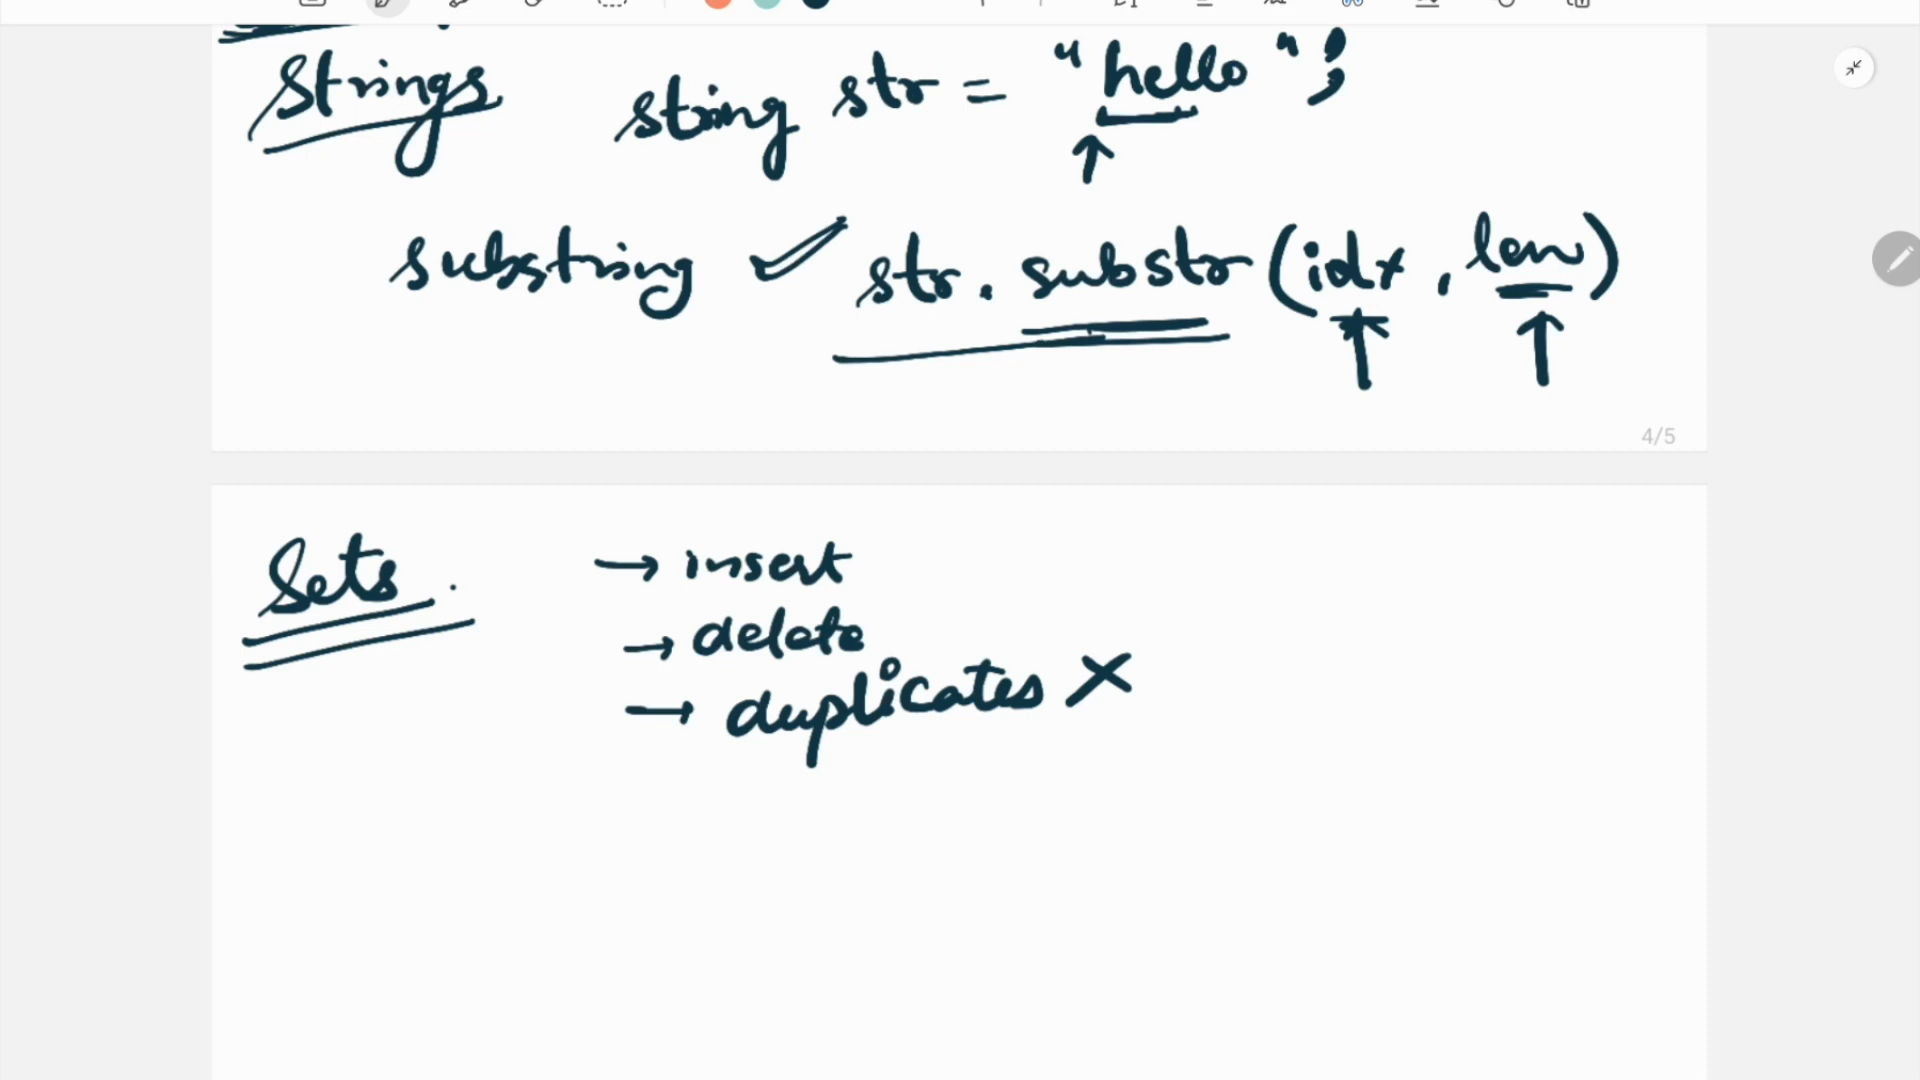 Strings string str = "hello";
substring ✓ str.substr(idx, len)
4/5
Sets.
→ insert
→ delete
→ duplicates ✗